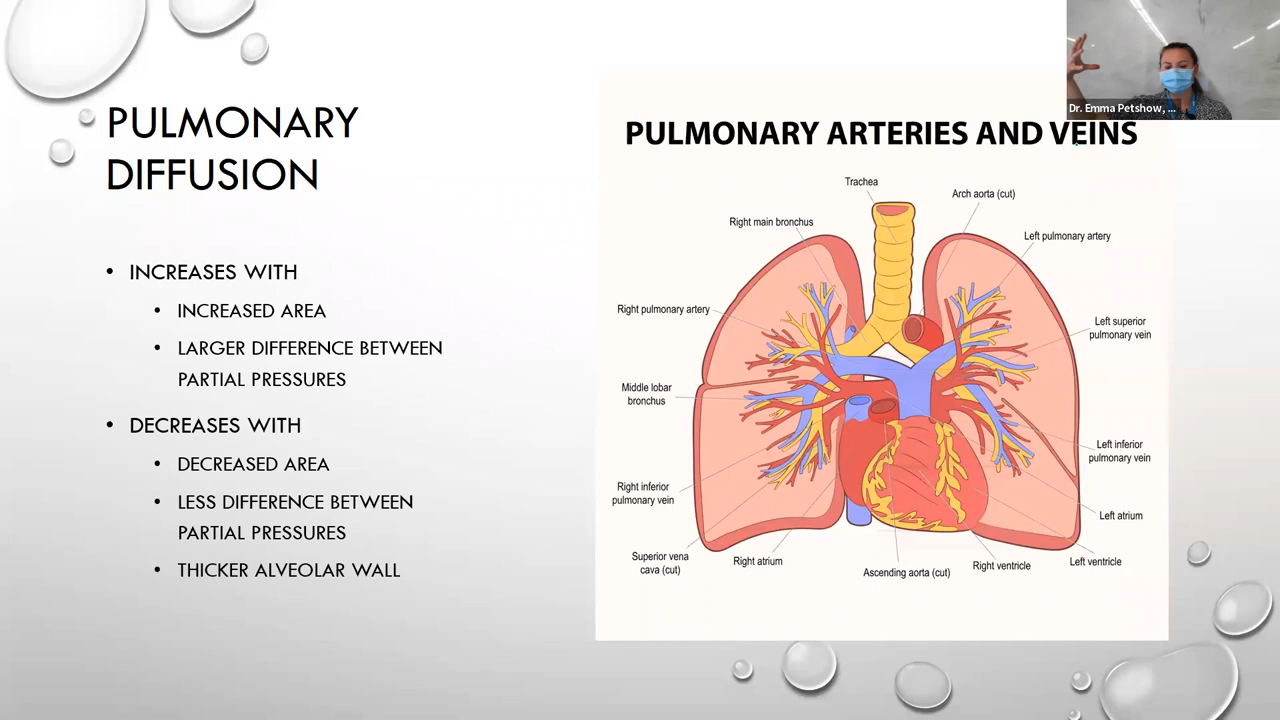 PULMONARY
DIFFUSION
• INCREASES WITH
• INCREASED AREA
• LARGER DIFFERENCE BETWEEN
PARTIAL PRESSURES
• DECREASES WITH
• DECREASED AREA
• LESS DIFFERENCE BETWEEN
PARTIAL PRESSURES
• THICKER ALVEOLAR WALL
Dr. Emma Petshow, ...
PULMONARY ARTERIES AND VEINS
Trachea
Arch aorta (cut)
Right main bronchus
Left pulmonary artery
Right pulmonary artery
Left superior
pulmonary vein
Middle lobar
bronchus
Left inferior
pulmonary vein
Right inferior
pulmonary vein
Left atrium
Superior vena
cava (cut)
Right atrium
Ascending aorta (cut)
Right ventricle
Left ventricle